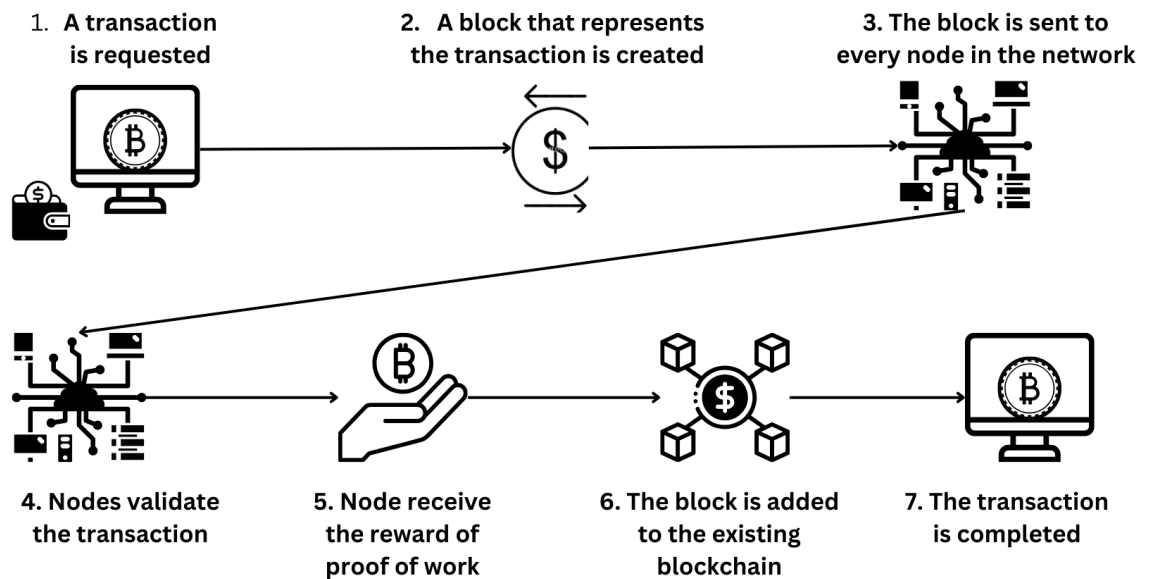 1. A transaction
is requested
2. A block that represents
the transaction is created
3. The block is sent to
every node in the network
4. Nodes validate
the transaction
5. Node receive
the reward of
proof of work
6. The block is added
to the existing
blockchain
7. The transaction
is completed